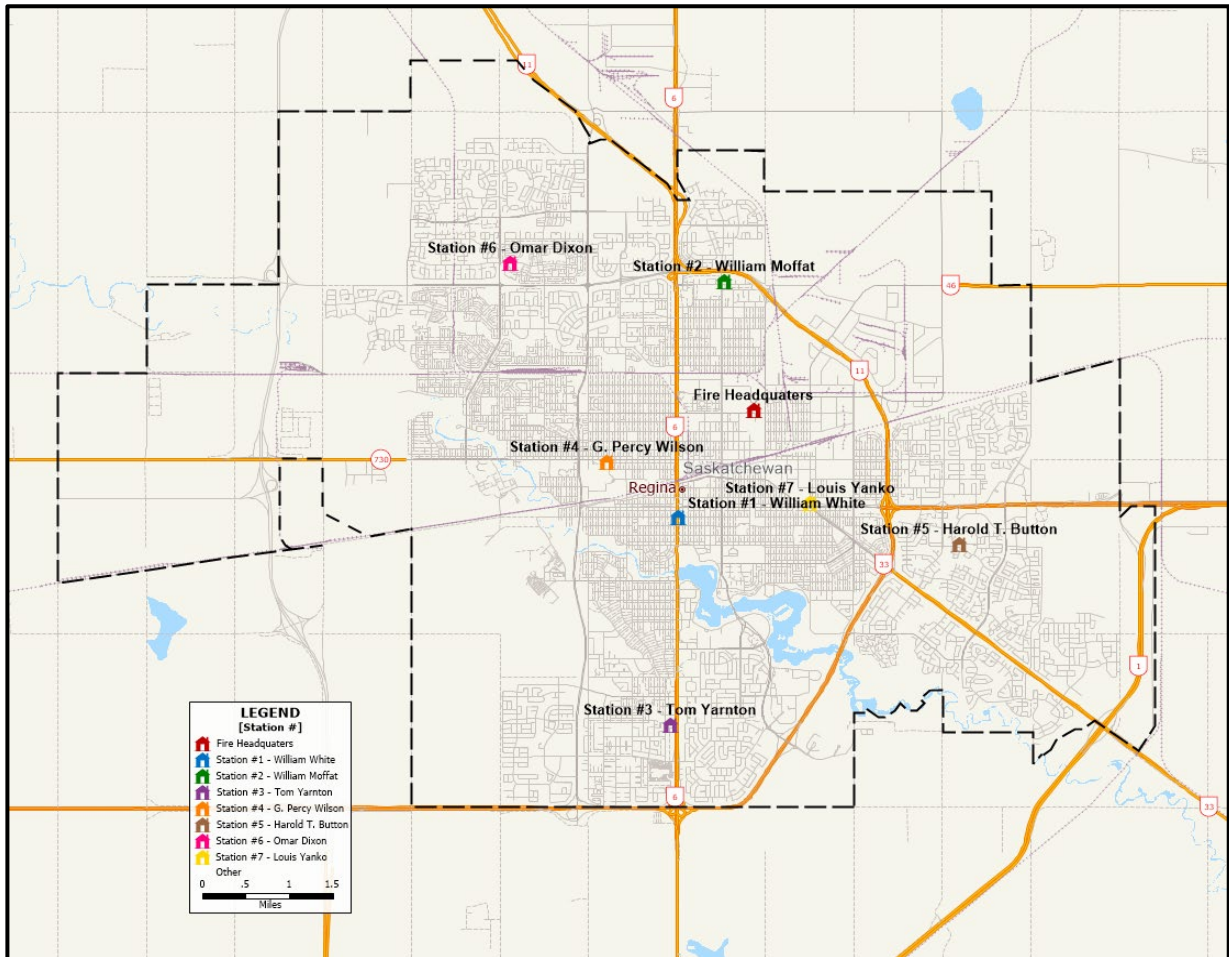 11
6
Station #6 - Omar Dixon
Station #2 - William Moffat
46
11
Fire Headquaters
6
Station #4 - G. Percy Wilson
730
Saskatchewan
Regina
Station #7 - Louis Yanko
Station #1 - William White
Station #5 - Harold T. Button
33
1
Station #3 - Tom Yarnton
6
33
LEGEND
[Station #]
Fire Headquaters
Station #1 - William White
Station #2 - William Moffat
Station #3 - Tom Yarnton
Station #4 - G. Percy Wilson
Station #5 - Harold T. Button
Station #6 - Omar Dixon
Station #7 - Louis Yanko
Other
0 .5 1 1.5
Miles